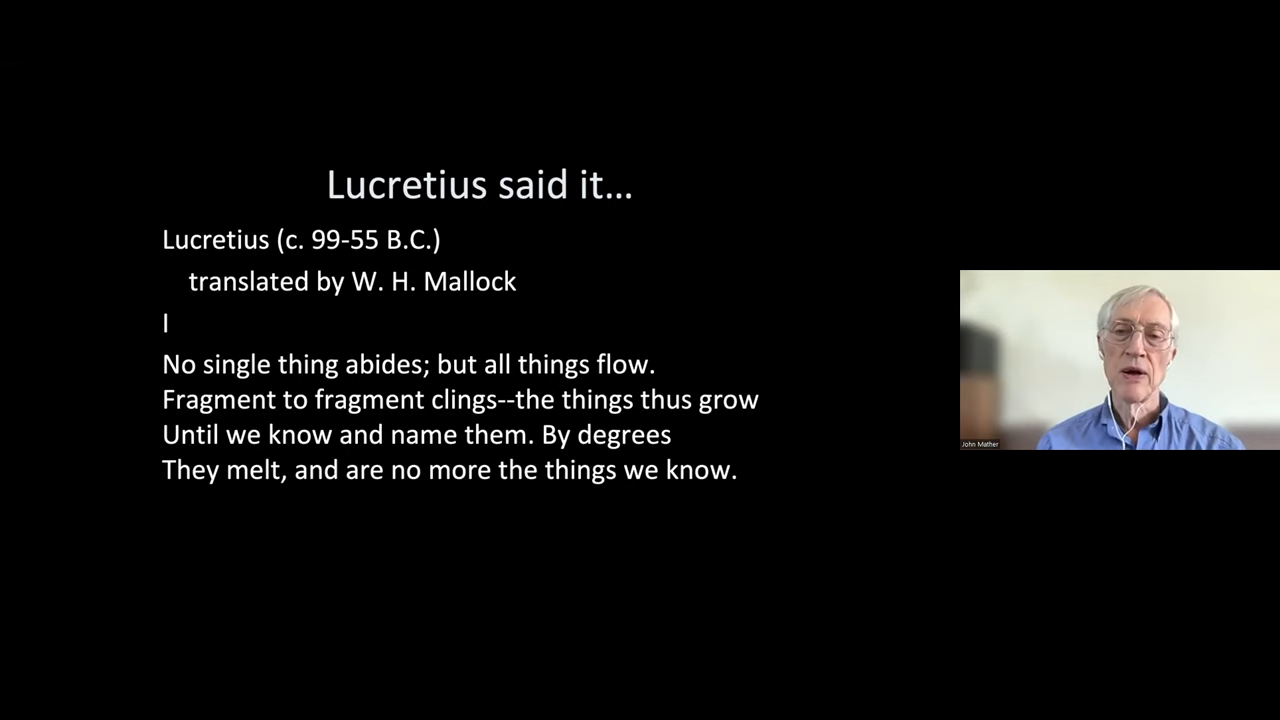 Lucretius said it…
Lucretius (c. 99-55 B.C.)
translated by W. H. Mallock
I
No single thing abides; but all things flow.
Fragment to fragment clings--the things thus grow
Until we know and name them. By degrees
They melt, and are no more the things we know.
John Mather